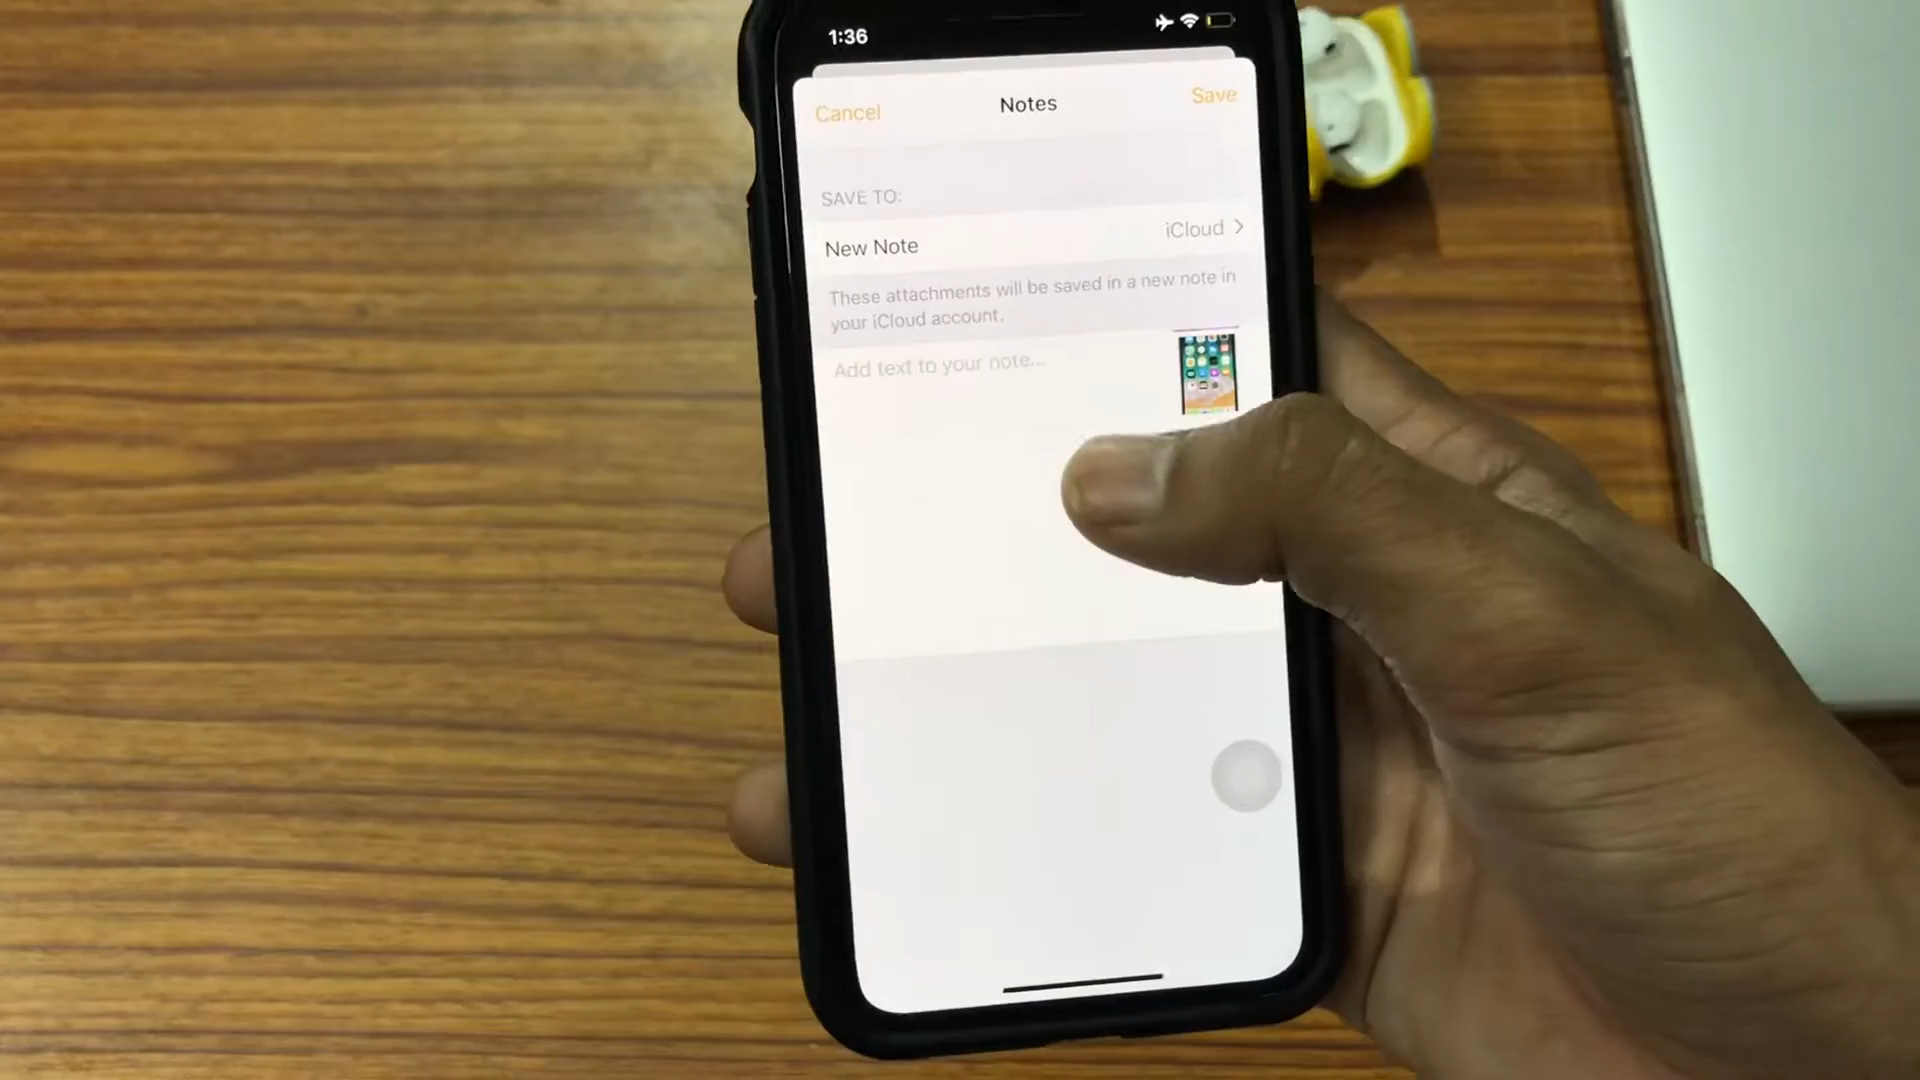 1:36
Cancel
Notes
Save
SAVE TO:
New Note
iCloud
These attachments will be saved in a new note in
your iCloud account.
Add text to your note...